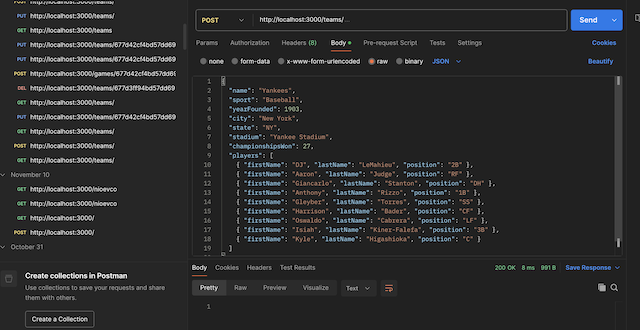 POST http://localhost:3000/teams/
PUT http://localhost:3000/teams/
GET http://localhost:3000/teams
PUT http://localhost:3000/teams/677d42cf4bd57dd69
PUT http://localhost:3000/teams/677d42cf4bd57dd69
POST http://localhost:3000/games/677d42cf4bd57dd69
DEL http://localhost:3000/teams/677d3ff94bd57dd69
GET http://localhost:3000/teams/
PUT http://localhost:3000/teams/677d42cf4bd57dd69
GET http://localhost:3000/teams/
POST http://localhost:3000/teams/
GET http://localhost:3000/teams/
November 10
GET http://localhost:3000/nioevco
GET http://localhost:3000/nioevco
GET http://localhost:3000/
POST http://localhost:3000/
October 31
Create collections in Postman
Use collections to save your requests and share
them with others.
Create a Collection
POST http://localhost:3000/teams/...
Send
Params Authorization Headers (8) Body Pre-request Script Tests Settings Cookies
none form-data x-www-form-urlencoded raw binary JSON Beautify
1 {
2 "name": "Yankees",
3 "sport": "Baseball",
4 "yearFounded": 1903,
5 "city": "New York",
6 "state": "NY",
7 "stadium": "Yankee Stadium",
8 "championshipsWon": 27,
9 "players": [
10 { "firstName": "DJ", "lastName": "LeMahieu", "position": "2B" },
11 { "firstName": "Aaron", "lastName": "Judge", "position": "RF" },
12 { "firstName": "Giancarlo", "lastName": "Stanton", "position": "DH" },
13 { "firstName": "Anthony", "lastName": "Rizzo", "position": "1B" },
14 { "firstName": "Gleyber", "lastName": "Torres", "position": "SS" },
15 { "firstName": "Harrison", "lastName": "Bader", "position": "CF" },
16 { "firstName": "Oswaldo", "lastName": "Cabrera", "position": "LF" },
17 { "firstName": "Isiah", "lastName": "Kiner-Falefa", "position": "3B" },
18 { "firstName": "Kyle", "lastName": "Higashioka", "position": "C" }
19 ]
Body Cookies Headers Test Results 200 OK 8 ms 991 B Save Response
Pretty Raw Preview Visualize Text
1